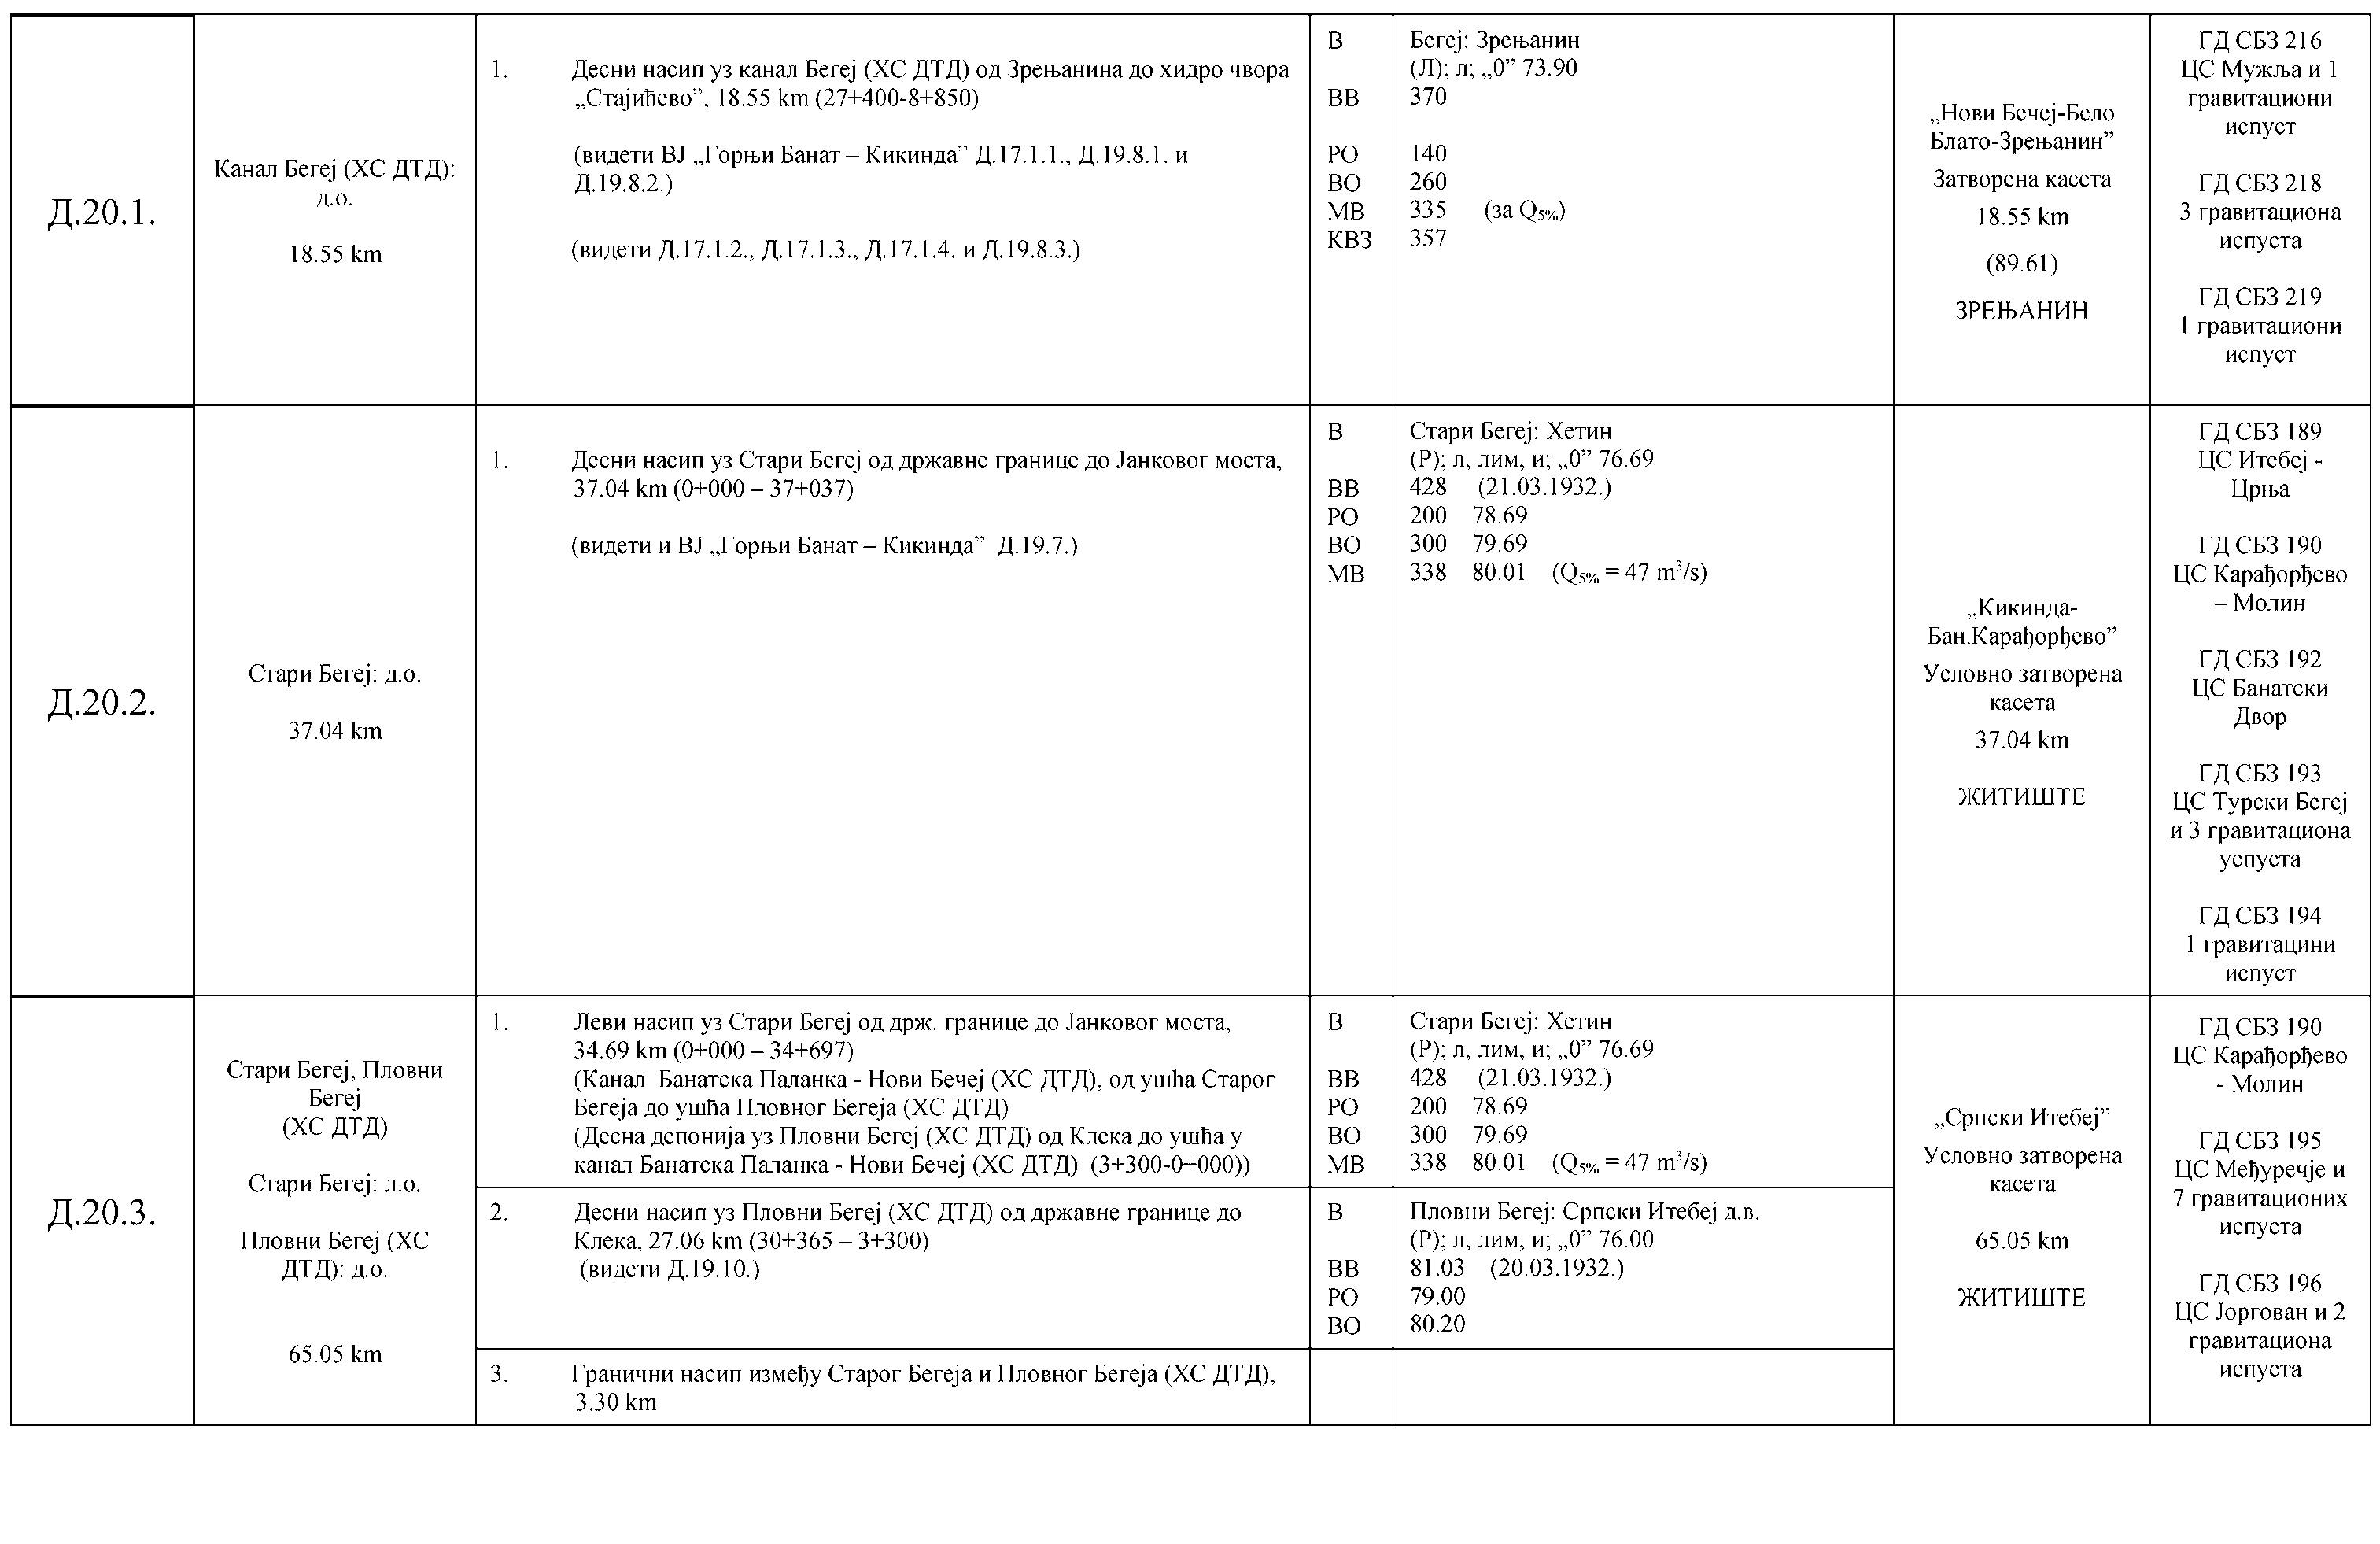 Д.20.1.
Канал Бегеј (ХС ДТД):
д.о.
18.55 km
1. Десни насип уз канал Бегеј (ХС ДТД) од Зрењанина до хидро чвора
„Стајићево”, 18.55 km (27+400-8+850)
(видети ВЈ „Горњи Банат – Кикинда” Д.17.1.1., Д.19.8.1. и
Д.19.8.2.)
(видети Д.17.1.2., Д.17.1.3., Д.17.1.4. и Д.19.8.3.)
В Бегеј: Зрењанин
(Л); л; „0” 73.90
ВВ 370
РО 140
ВО 260
МВ 335 (за Q5%)
КВЗ 357
„Нови Бечеј-Бело
Блато-Зрењанин”
Затворена касета
18.55 km
(89.61)
ЗРЕЊАНИН
ГД СБЗ 216
ЦС Мужља и 1
гравитациони
испуст
ГД СБЗ 218
3 гравитациона
испуста
ГД СБЗ 219
1 гравитациони
испуст
Д.20.2.
Стари Бегеј: д.о.
37.04 km
1. Десни насип уз Стари Бегеј од државне границе до Јанковог моста,
37.04 km (0+000 – 37+037)
(видети и ВЈ „Горњи Банат – Кикинда” Д.19.7.)
В Стари Бегеј: Хетин
(Р); л, лим, и; „0” 76.69
ВВ 428 (21.03.1932.)
РО 200 78.69
ВО 300 79.69
МВ 338 80.01 (Q5% = 47 m³/s)
„Кикинда-
Бан.Карађорђево”
Условно затворена
касета
37.04 km
ЖИТИШТЕ
ГД СБЗ 189
ЦС Итебеј -
Црња
ГД СБЗ 190
ЦС Карађорђево
– Молин
ГД СБЗ 192
ЦС Банатски
Двор
ГД СБЗ 193
ЦС Турски Бегеј
и 3 гравитациона
успуста
ГД СБЗ 194
1 гравитацини
испуст
Д.20.3.
Стари Бегеј, Пловни
Бегеј
(ХС ДТД)
Стари Бегеј: л.о.
Пловни Бегеј (ХС
ДТД): д.о.
65.05 km
1. Леви насип уз Стари Бегеј од држ. границе до Јанковог моста,
34.69 km (0+000 – 34+697)
(Канал Банатска Паланка - Нови Бечеј (ХС ДТД), од ушћа Старог
Бегеја до ушћа Пловног Бегеја (ХС ДТД)
(Десна депонија уз Пловни Бегеј (ХС ДТД) од Клека до ушћа у
канал Банатска Паланка - Нови Бечеј (ХС ДТД) (3+300-0+000))
В Стари Бегеј: Хетин
(Р); л, лим, и; „0” 76.69
ВВ 428 (21.03.1932.)
РО 200 78.69
ВО 300 79.69
МВ 338 80.01 (Q5% = 47 m³/s)
2. Десни насип уз Пловни Бегеј (ХС ДТД) од државне границе до
Клека, 27.06 km (30+365 – 3+300)
(видети Д.19.10.)
В Пловни Бегеј: Српски Итебеј д.в.
(Р); л, лим, и; „0” 76.00
ВВ 81.03 (20.03.1932.)
РО 79.00
ВО 80.20
3. Гранични насип између Старог Бегеја и Пловног Бегеја (ХС ДТД),
3.30 km
„Српски Итебеј”
Условно затворена
касета
65.05 km
ЖИТИШТЕ
ГД СБЗ 190
ЦС Карађорђево
- Молин
ГД СБЗ 195
ЦС Међуречје и
7 гравитационих
испуста
ГД СБЗ 196
ЦС Јоргован и 2
гравитациона
испуста